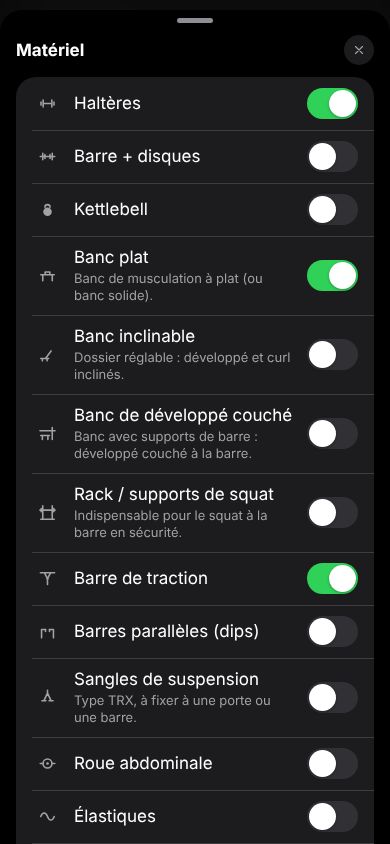 Matériel
Haltères
Barre + disques
Kettlebell
Banc plat
Banc de musculation à plat (ou
banc solide).
Banc inclinable
Dossier réglable : développé et curl
inclinés.
Banc de développé couché
Banc avec supports de barre :
développé couché à la barre.
Rack / supports de squat
Indispensable pour le squat à la
barre en sécurité.
Barre de traction
Barres parallèles (dips)
Sangles de suspension
Type TRX, à fixer à une porte ou
une barre.
Roue abdominale
Élastiques